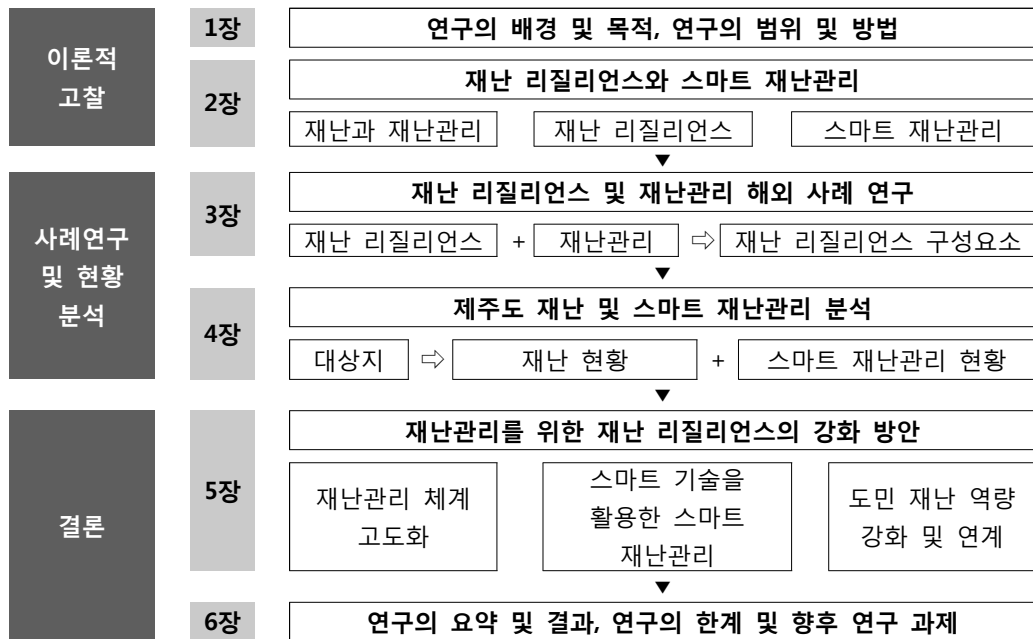 이론적
고찰
1장
연구의 배경 및 목적, 연구의 범위 및 방법
2장
재난 리질리언스와 스마트 재난관리
재난과 재난관리
재난 리질리언스
스마트 재난관리
▼
사례연구
및 현황
분석
3장
재난 리질리언스 및 재난관리 해외 사례 연구
재난 리질리언스 + 재난관리 ⇨ 재난 리질리언스 구성요소
▼
4장
제주도 재난 및 스마트 재난관리 분석
대상지 ⇨ 재난 현황 + 스마트 재난관리 현황
▼
결론
5장
재난관리를 위한 재난 리질리언스의 강화 방안
재난관리 체계
고도화
스마트 기술을
활용한 스마트
재난관리
도민 재난 역량
강화 및 연계
▼
6장
연구의 요약 및 결과, 연구의 한계 및 향후 연구 과제